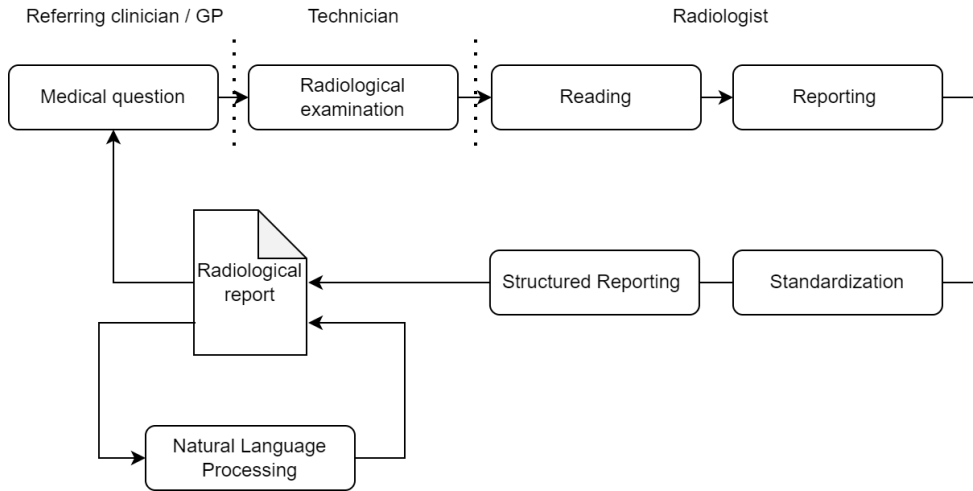 Referring clinician / GP
Technician
Radiologist
Medical question
Radiological
examination
Reading
Reporting
Radiological
report
Structured Reporting
Standardization
Natural Language
Processing